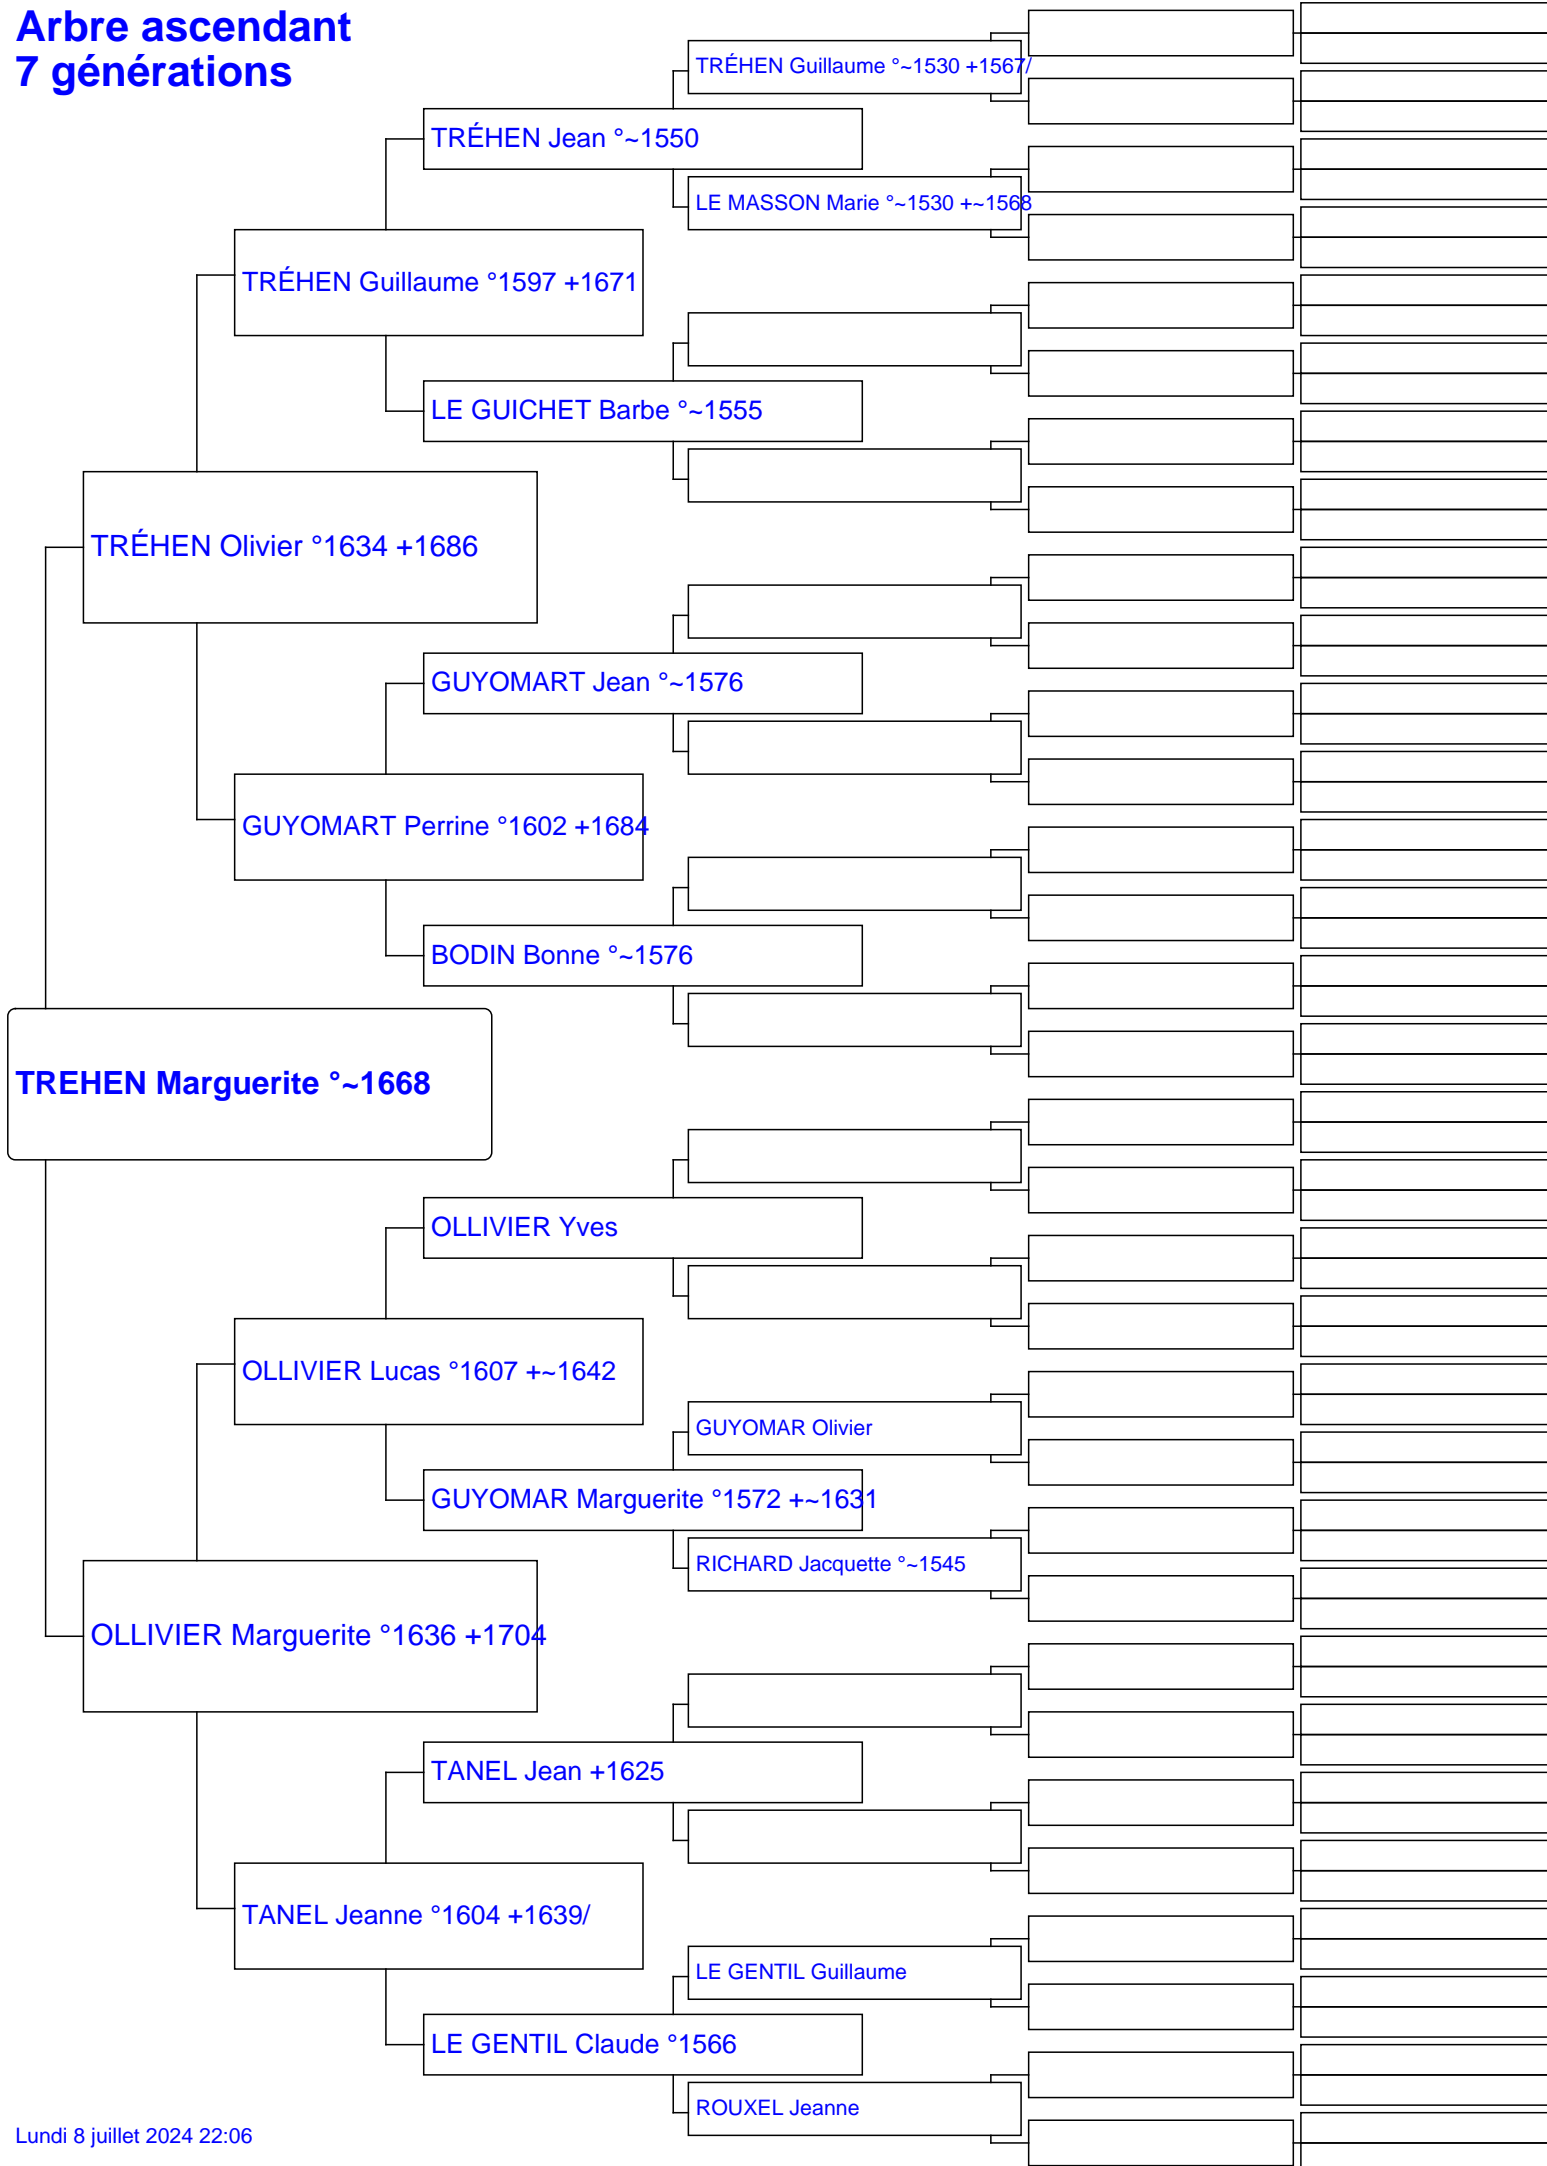 Arbre ascendant
7 générations
TRÉHEN Guillaume °~1530 +1567/
TRÉHEN Jean °~1550
LE MASSON Marie °~1530 +~1568
TRÉHEN Guillaume °1597 +1671
LE GUICHET Barbe °~1555
TRÉHEN Olivier °1634 +1686
GUYOMART Jean °~1576
GUYOMART Perrine °1602 +1684
BODIN Bonne °~1576
TREHEN Marguerite °~1668
OLLIVIER Yves
OLLIVIER Lucas °1607 +~1642
GUYOMAR Olivier
GUYOMAR Marguerite °1572 +~1631
RICHARD Jacquette °~1545
OLLIVIER Marguerite °1636 +1704
TANEL Jean +1625
TANEL Jeanne °1604 +1639/
LE GENTIL Guillaume
LE GENTIL Claude °1566
ROUXEL Jeanne
Lundi 8 juillet 2024 22:06